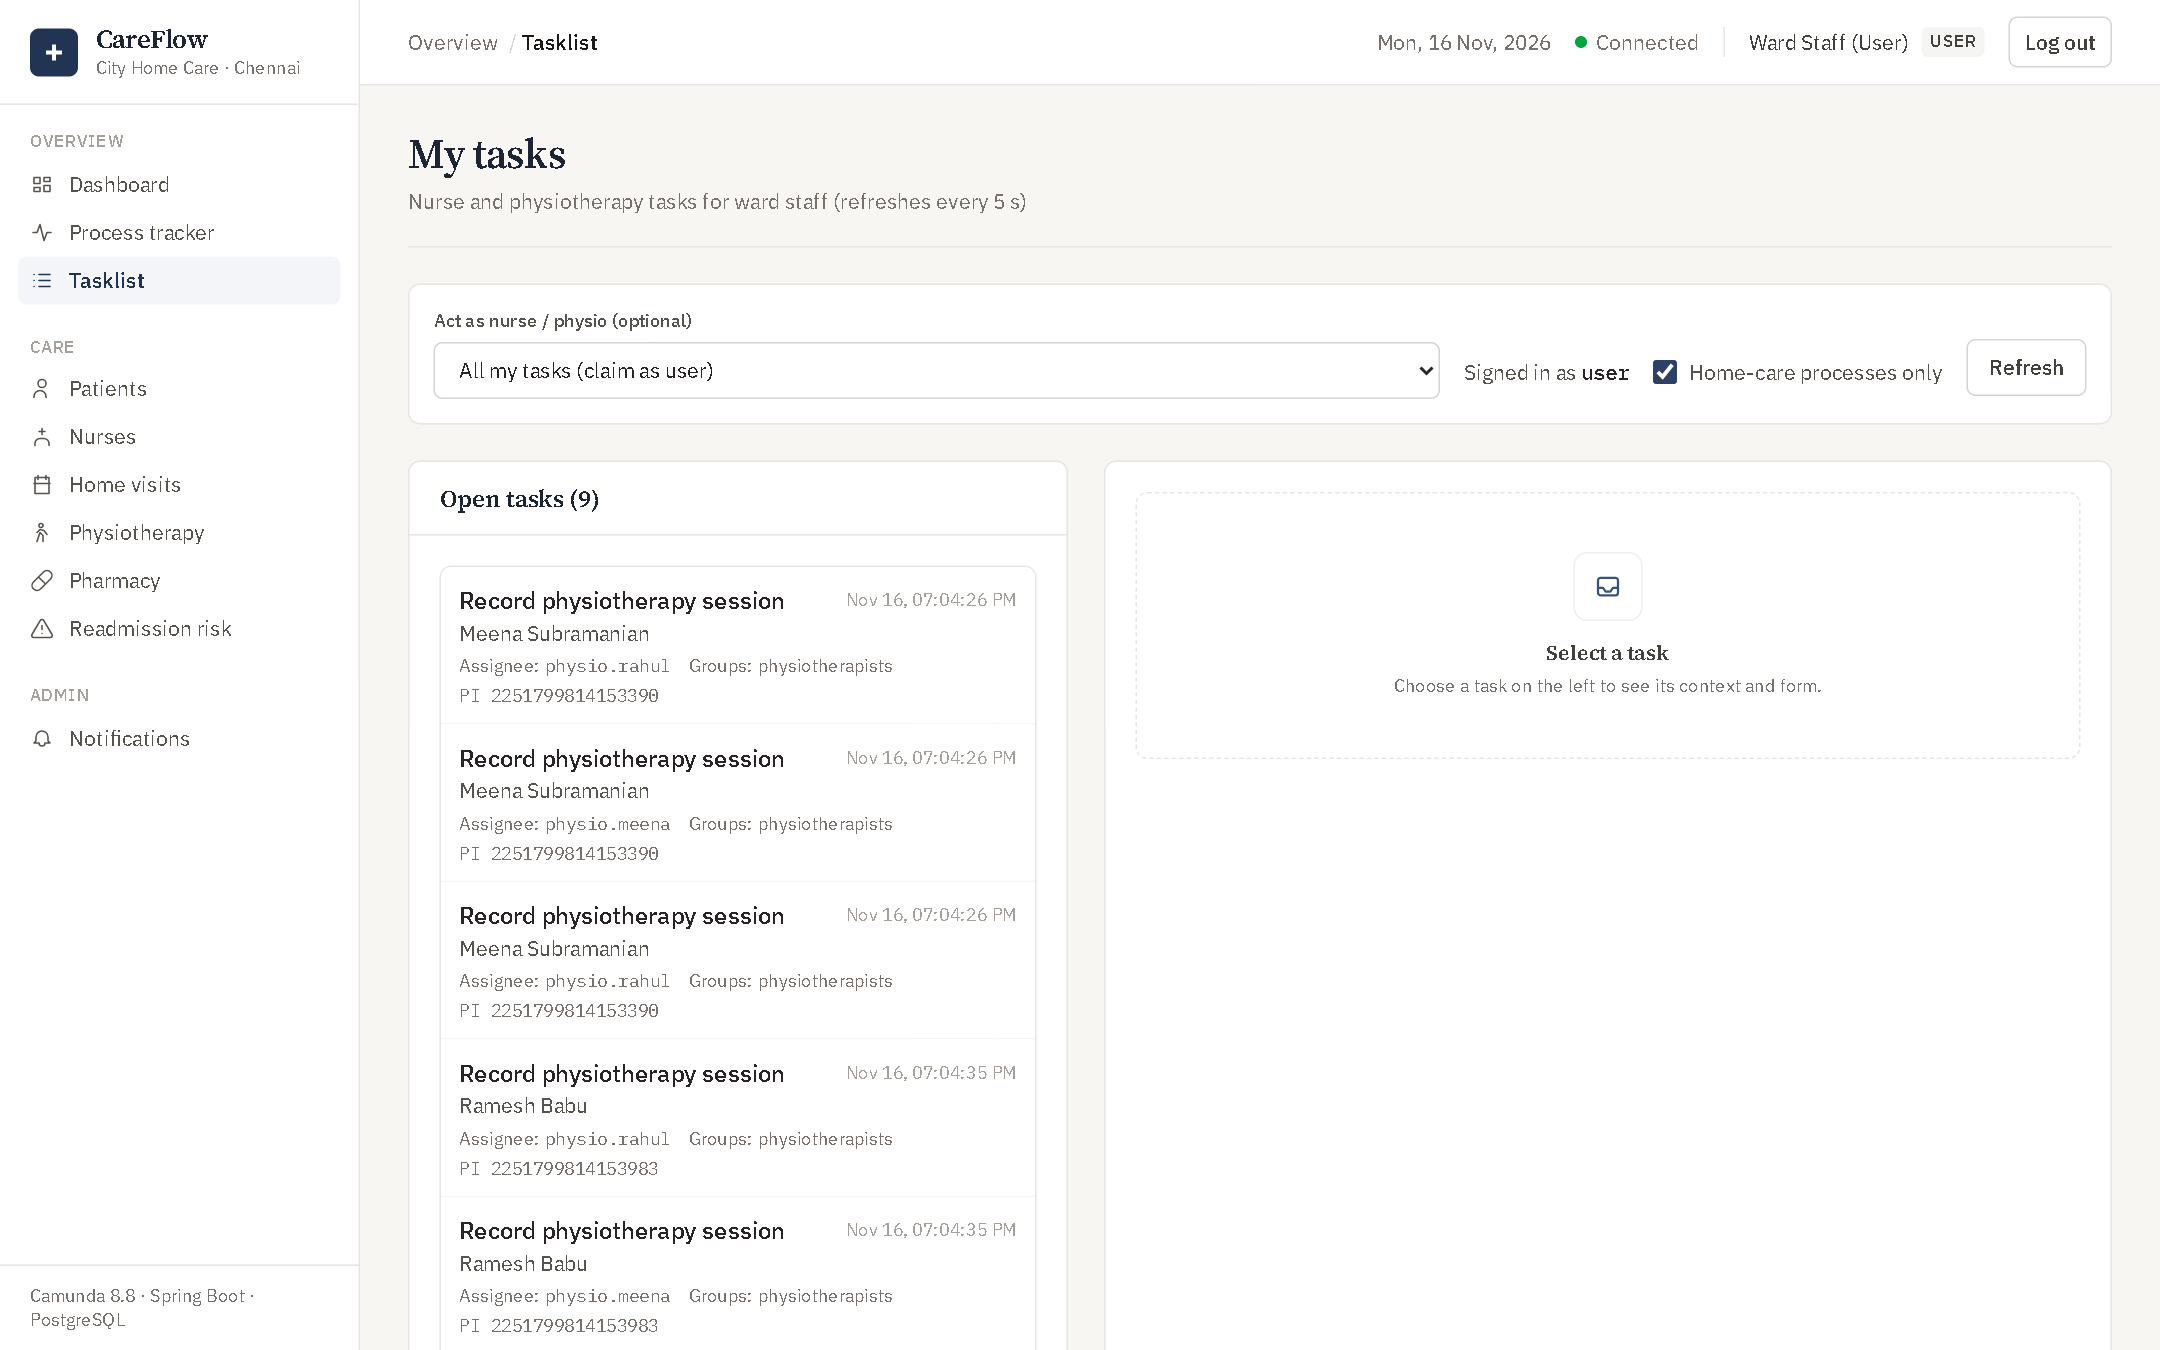 CareFlow
City Home Care · Chennai
OVERVIEW
Dashboard
Process tracker
Tasklist
CARE
Patients
Nurses
Home visits
Physiotherapy
Pharmacy
Readmission risk
ADMIN
Notifications
Camunda 8.8 · Spring Boot ·
PostgreSQL
Overview / Tasklist
Mon, 16 Nov, 2026
Connected
Ward Staff (User)
USER
Log out
My tasks
Nurse and physiotherapy tasks for ward staff (refreshes every 5 s)
Act as nurse / physio (optional)
All my tasks (claim as user)
Signed in as user
Home-care processes only
Refresh
Open tasks (9)
Record physiotherapy session Nov 16, 07:04:26 PM
Meena Subramanian
Assignee: physio.rahul Groups: physiotherapists
PI 2251799814153390
Record physiotherapy session Nov 16, 07:04:26 PM
Meena Subramanian
Assignee: physio.meena Groups: physiotherapists
PI 2251799814153390
Record physiotherapy session Nov 16, 07:04:26 PM
Meena Subramanian
Assignee: physio.rahul Groups: physiotherapists
PI 2251799814153390
Record physiotherapy session Nov 16, 07:04:35 PM
Ramesh Babu
Assignee: physio.rahul Groups: physiotherapists
PI 2251799814153983
Record physiotherapy session Nov 16, 07:04:35 PM
Ramesh Babu
Assignee: physio.meena Groups: physiotherapists
PI 2251799814153983
Select a task
Choose a task on the left to see its context and form.